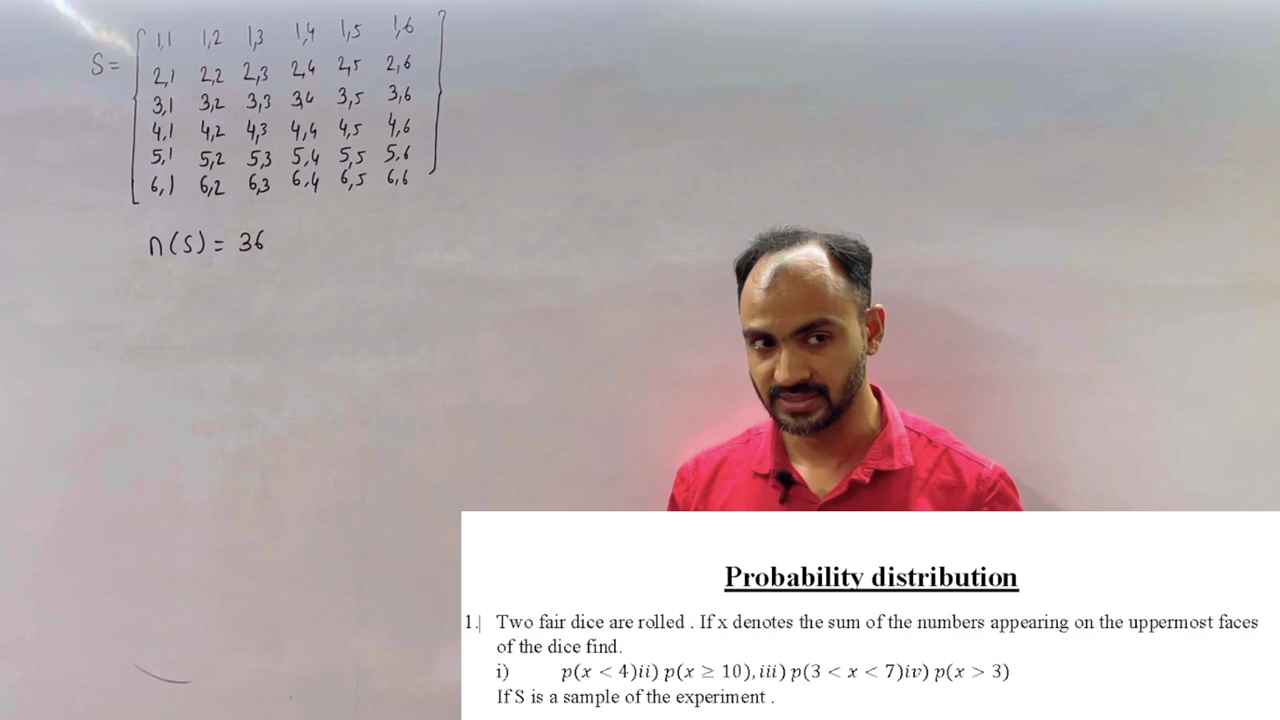 1,1 1,2 1,3 1,4 1,5 1,6
S=
2,1 2,2 2,3 2,4 2,5 2,6
3,1 3,2 3,3 3,4 3,5 3,6
4,1 4,2 4,3 4,4 4,5 4,6
5,1 5,2 5,3 5,4 5,5 5,6
6,1 6,2 6,3 6,4 6,5 6,6
n(S) = 36
Probability distribution
1. Two fair dice are rolled . If x denotes the sum of the numbers appearing on the uppermost faces
of the dice find.
i) p(x < 4)ii) p(x ≥ 10), iii) p(3 < x < 7)iv) p(x > 3)
If S is a sample of the experiment .